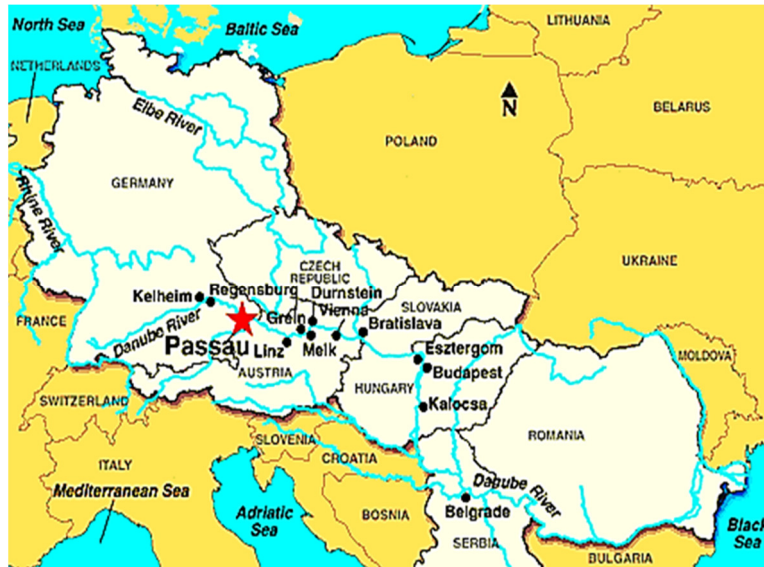 North Sea
Baltic Sea
LITHUANIA
NETHERLANDS
BELARUS
Elbe River
N
POLAND
GERMANY
Rhine River
UKRAINE
CZECH
REPUBLIC
Kelheim
Regensburg
Durnstein
SLOVAKIA
Grein
Vienna
Bratislava
FRANCE
Danube River
Passau
Linz
Melk
Esztergom
MOLDOVA
AUSTRIA
Budapest
HUNGARY
SWITZERLAND
Kalocsa
ROMANIA
SLOVENIA
CROATIA
ITALY
Danube River
Mediterranean Sea
Adriatic
Sea
BOSNIA
Belgrade
Black
Sea
SERBIA
BULGARIA